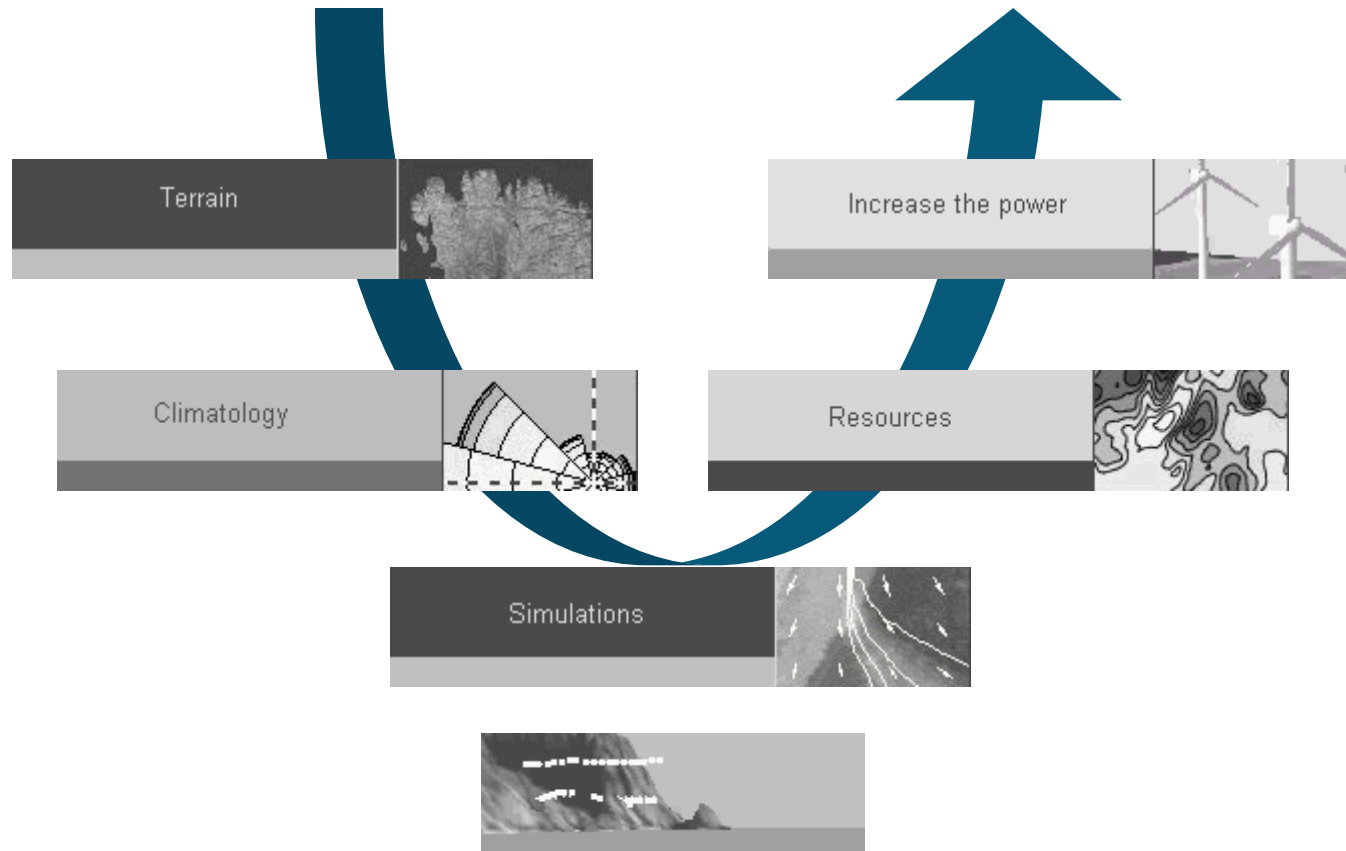 Terrain
Increase the power
Climatology
Resources
Simulations